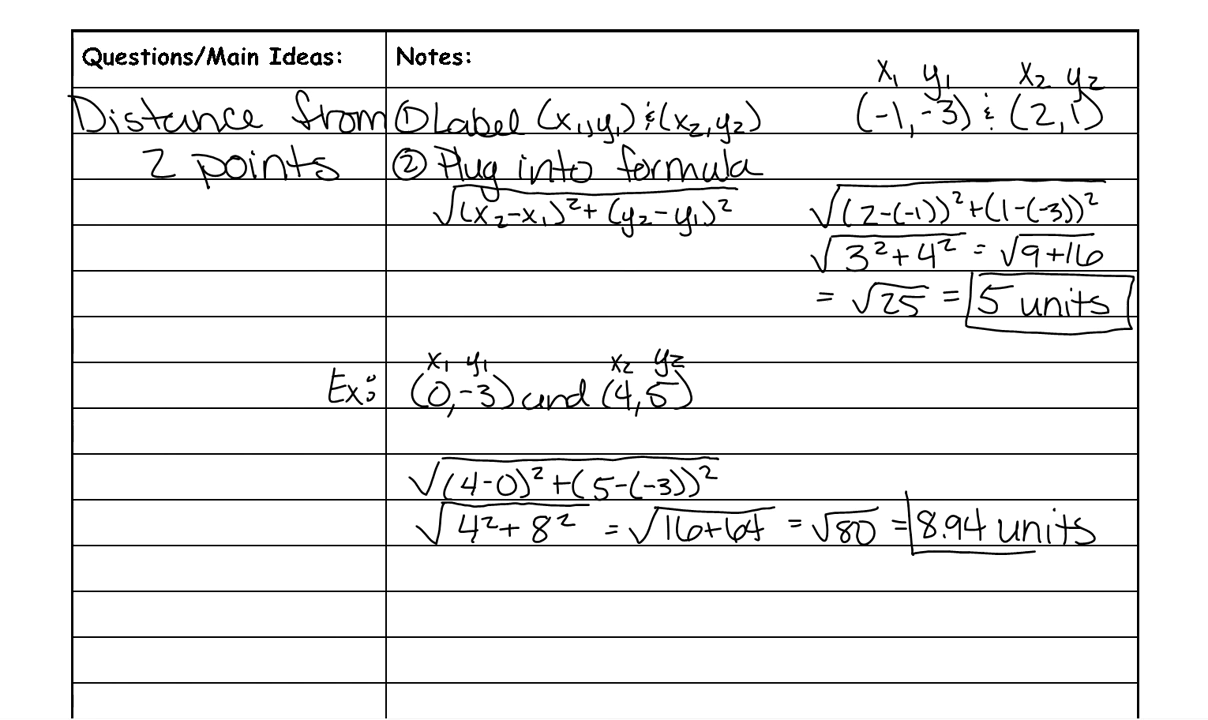 Questions/Main Ideas:
Notes:
Distance from
2 points
① Label (x₁,y₁) & (x₂,y₂)
② Plug into formula
√(x₂-x₁)²+(y₂-y₁)²
x₁ y₁ x₂ y₂
(-1,-3) & (2,1)
√(2-(-1))²+(1-(-3))²
√3²+4² = √9+16
= √25 = 5 units
Ex:
x₁ y₁ x₂ y₂
(0,-3) and (4,5)
√(4-0)²+(5-(-3))²
√4²+8² = √16+64 = √80 = 8.94 units